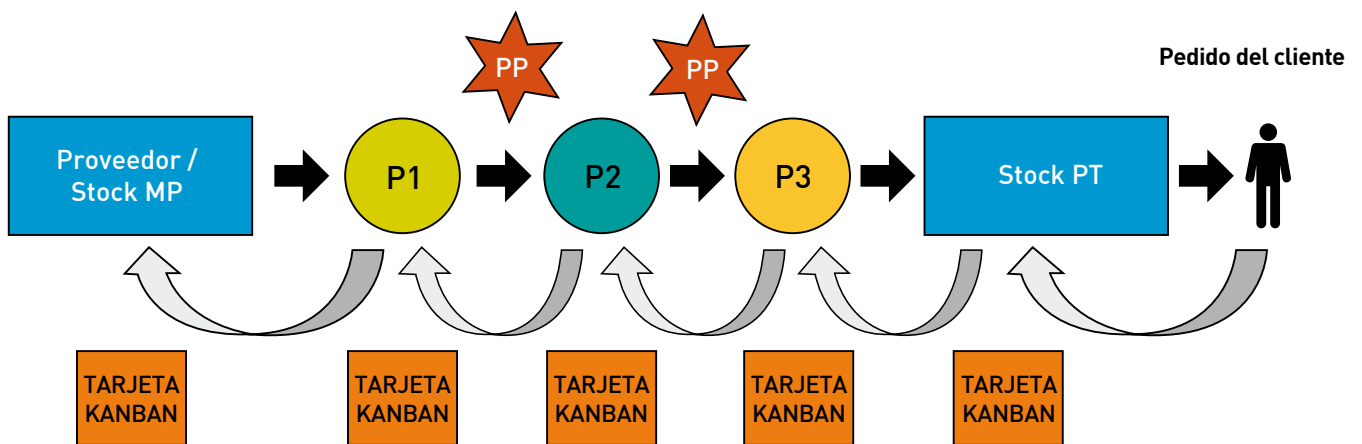 PP
PP
Pedido del cliente
Proveedor /
Stock MP
P1
P2
P3
Stock PT
TARJETA
KANBAN
TARJETA
KANBAN
TARJETA
KANBAN
TARJETA
KANBAN
TARJETA
KANBAN